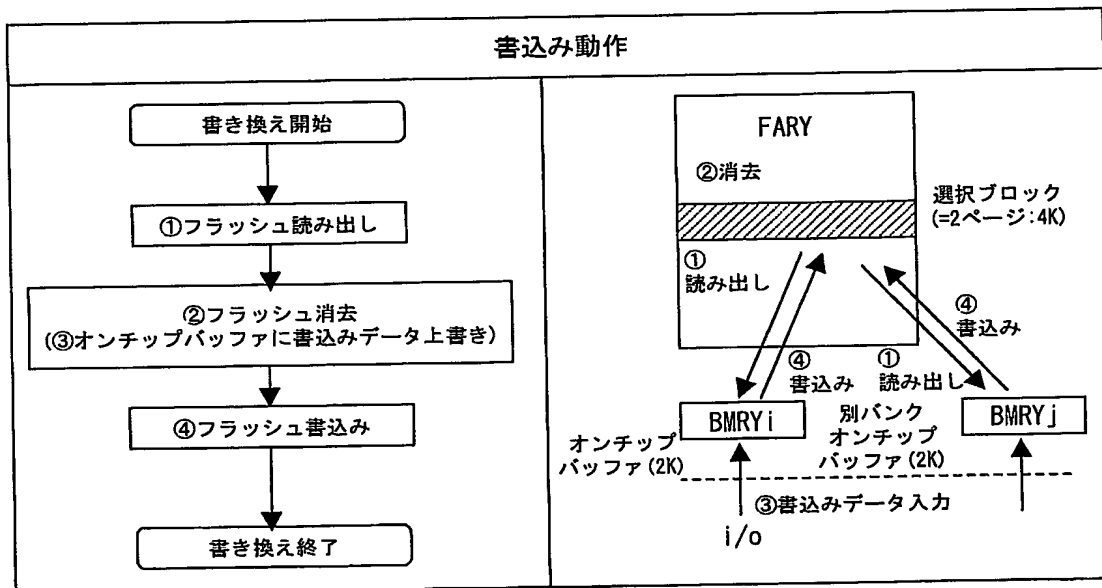 書込み動作
書き換え開始
①フラッシュ読み出し
②フラッシュ消去
(③オンチップバッファに書込みデータ上書き)
④フラッシュ書込み
書き換え終了
FARY
②消去
選択ブロック
(=2ページ:4K)
①
読み出し
④
書込み
④
書込み
①
読み出し
BMRYi
BMRYj
オンチップ
バッファ(2K)
別バンク
オンチップ
バッファ(2K)
③書込みデータ入力
i/o